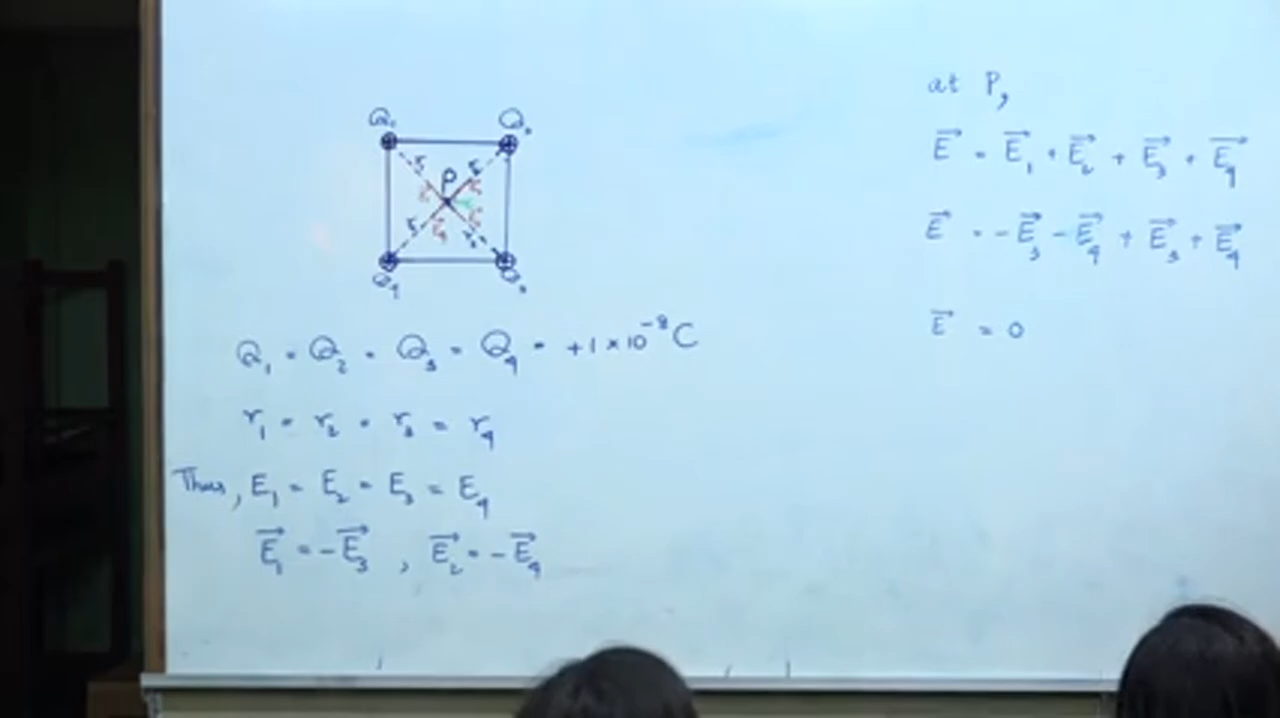 Q₁ Q₂
P
Q₄ Q₃
Q₁ = Q₂ = Q₃ = Q₄ = +1 × 10⁻⁸ C
r₁ = r₂ = r₃ = r₄
Thus, E₁ = E₂ = E₃ = E₄
E⃗₁ = -E⃗₃ , E⃗₂ = -E⃗₄
at P,
E⃗ = E⃗₁ + E⃗₂ + E⃗₃ + E⃗₄
E⃗ = -E⃗₃ - E⃗₄ + E⃗₃ + E⃗₄
E⃗ = 0